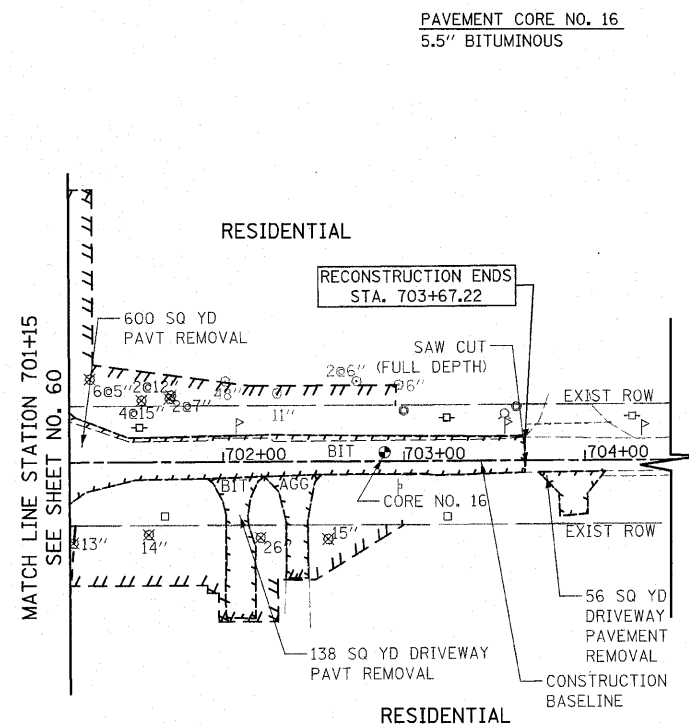 PAVEMENT CORE NO. 16
5.5" BITUMINOUS
RESIDENTIAL
RECONSTRUCTION ENDS
STA. 703+67.22
600 SQ YD
PAVT REMOVAL
SAW CUT
(FULL DEPTH)
MATCH LINE STATION 701+15
SEE SHEET NO. 60
6@5"
2@12"
4@15"
2@7"
48"
11"
2@6"
6"
EXIST ROW
702+00
BIT
703+00
704+00
BIT
AGG
CORE NO. 16
13"
14"
26"
15"
EXIST ROW
56 SQ YD
DRIVEWAY
PAVEMENT
REMOVAL
138 SQ YD DRIVEWAY
PAVT REMOVAL
CONSTRUCTION
BASELINE
RESIDENTIAL